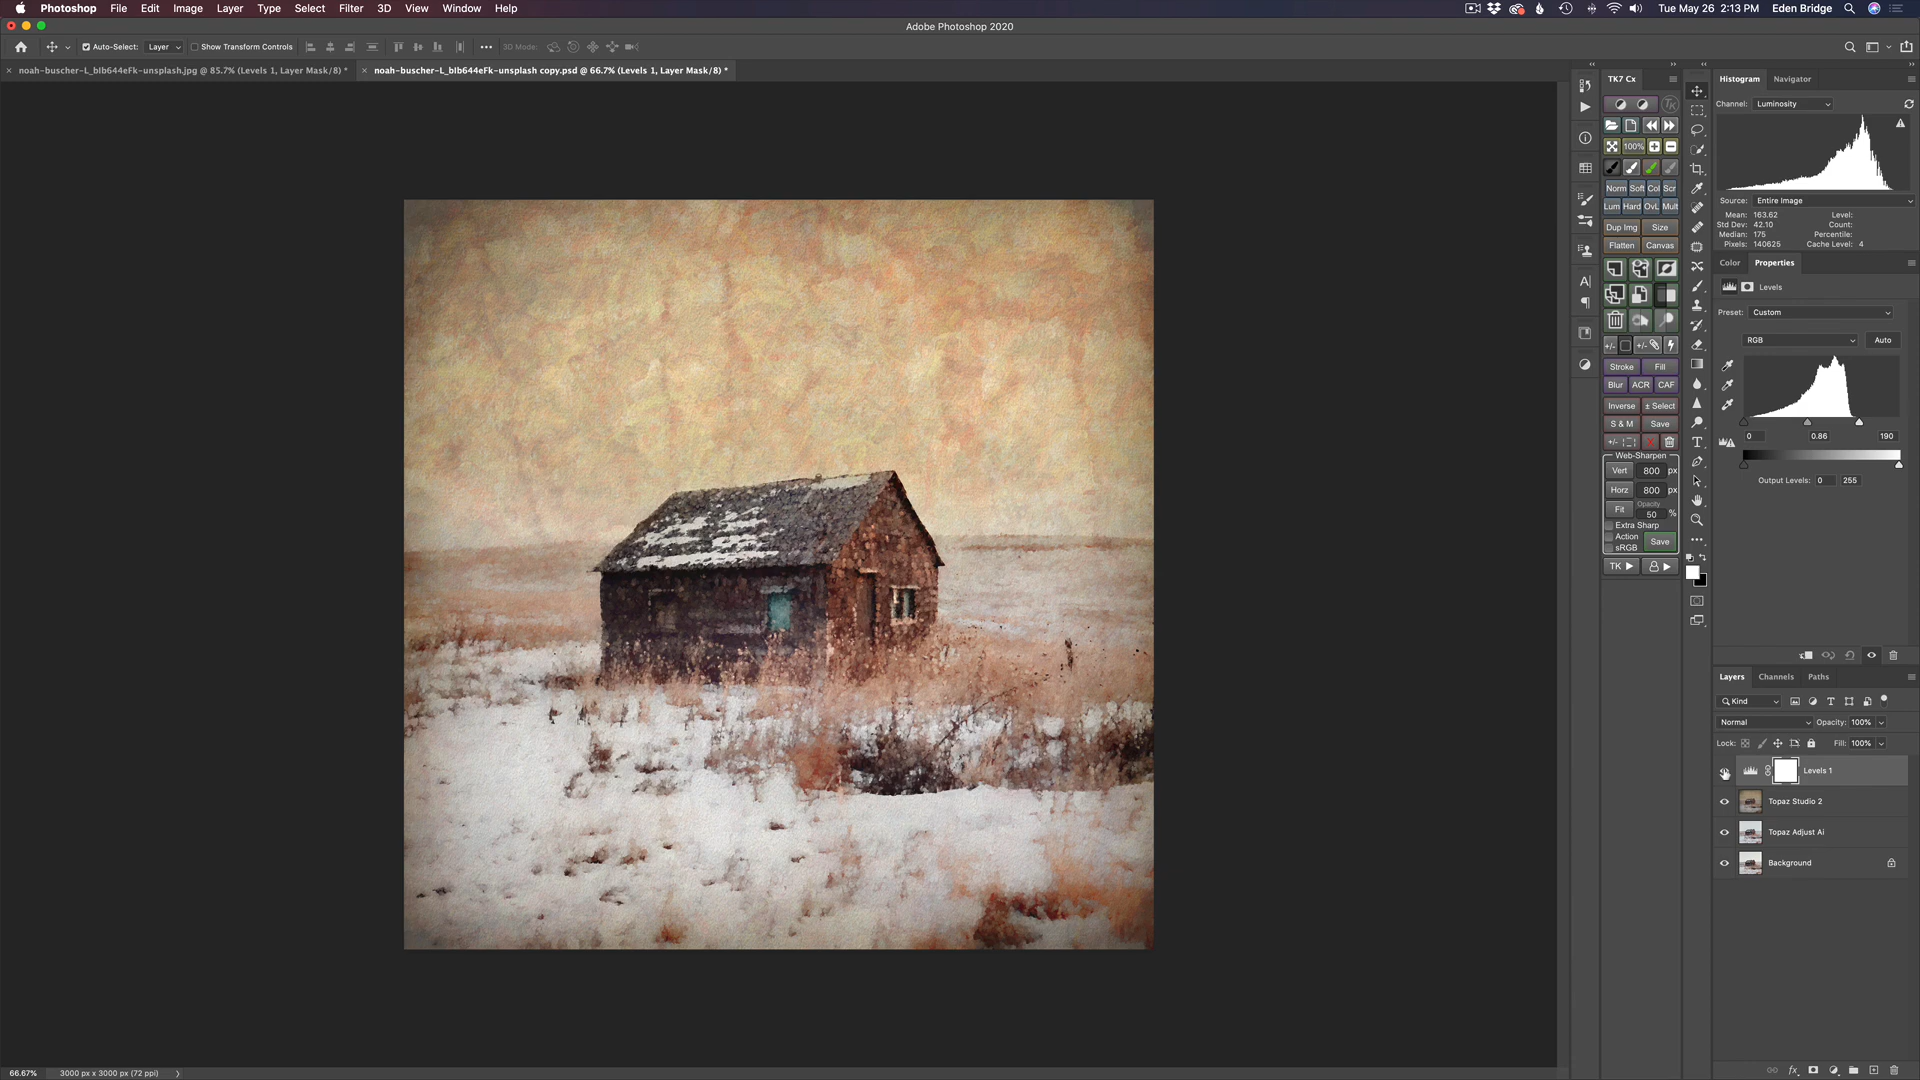 Photoshop File Edit Image Layer Type Select Filter 3D View Window Help Tue May 26 2:13 PM Eden Bridge
Adobe Photoshop 2020
Auto-Select: Layer Show Transform Controls 3D Mode:
noah-buscher-L_bIb644eFk-unsplash.jpg @ 85.7% (Levels 1, Layer Mask/8) *
noah-buscher-L_bIb644eFk-unsplash copy.psd @ 66.7% (Levels 1, Layer Mask/8) *
TK7 Cx
TK
100%
Norm Soft Col Scr
Lum Hard OvL Mult
Dup Img Size
Flatten Canvas
+/- +/-
Stroke Fill
Blur ACR CAF
Inverse ± Select
S & M Save
+/-
Web-Sharpen
Vert 800 px
Horz 800 px
Opacity
Fit 50 %
Extra Sharp
Action
sRGB
Save
TK
Histogram Navigator
Channel: Luminosity
Source: Entire Image
Mean: 163.62 Level:
Std Dev: 42.10 Count:
Median: 175 Percentile:
Pixels: 140625 Cache Level: 4
Color Properties
Levels
Preset: Custom
RGB Auto
0 0.86 190
Output Levels: 0 255
Layers Channels Paths
Kind
Normal Opacity: 100%
Lock: Fill: 100%
Levels 1
Topaz Studio 2
Topaz Adjust Ai
Background
fx
66.67% 3000 px x 3000 px (72 ppi)